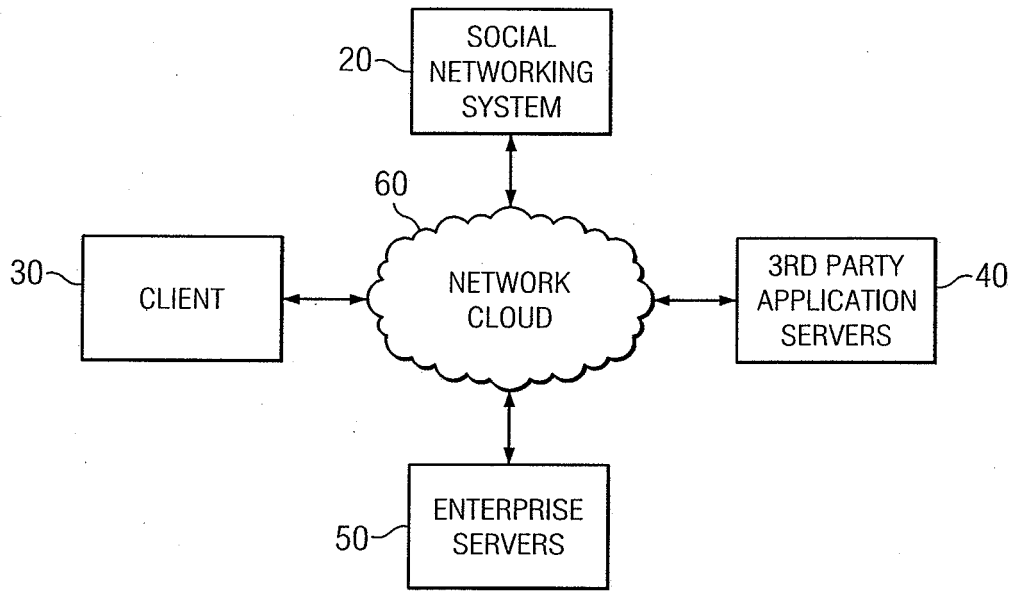 20
SOCIAL
NETWORKING
SYSTEM
60
30
CLIENT
NETWORK
CLOUD
3RD PARTY
APPLICATION
SERVERS
40
50
ENTERPRISE
SERVERS